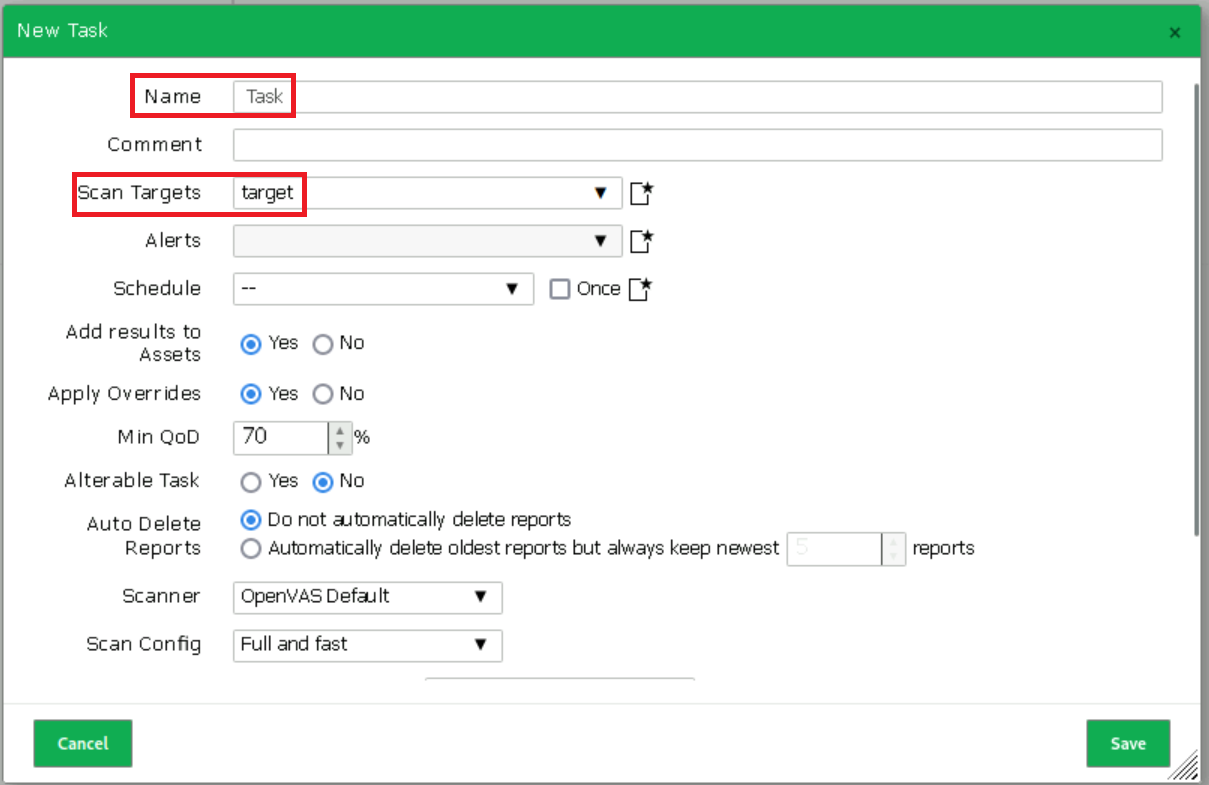 New Task ×
Name Task
Comment
Scan Targets target ▼
Alerts ▼
Schedule -- ▼ Once
Add results to
Assets
Yes No
Apply Overrides Yes No
Min QoD 70 %
Alterable Task Yes No
Auto Delete
Reports
Do not automatically delete reports
Automatically delete oldest reports but always keep newest 5 reports
Scanner OpenVAS Default ▼
Scan Config Full and fast ▼
Cancel Save